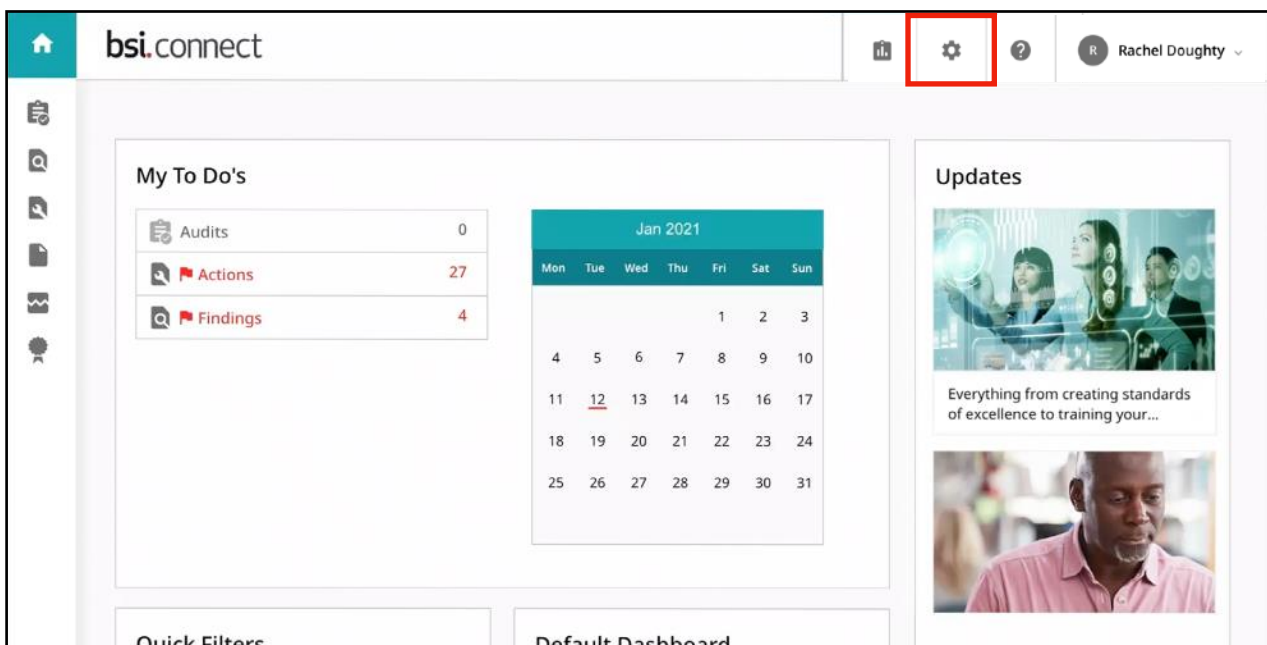 bsi.connect
R Rachel Doughty
My To Do's
Audits 0
Actions 27
Findings 4
Jan 2021
Mon Tue Wed Thu Fri Sat Sun
1 2 3
4 5 6 7 8 9 10
11 12 13 14 15 16 17
18 19 20 21 22 23 24
25 26 27 28 29 30 31
Updates
Everything from creating standards
of excellence to training your...
Quick Filters
Default Dashboard